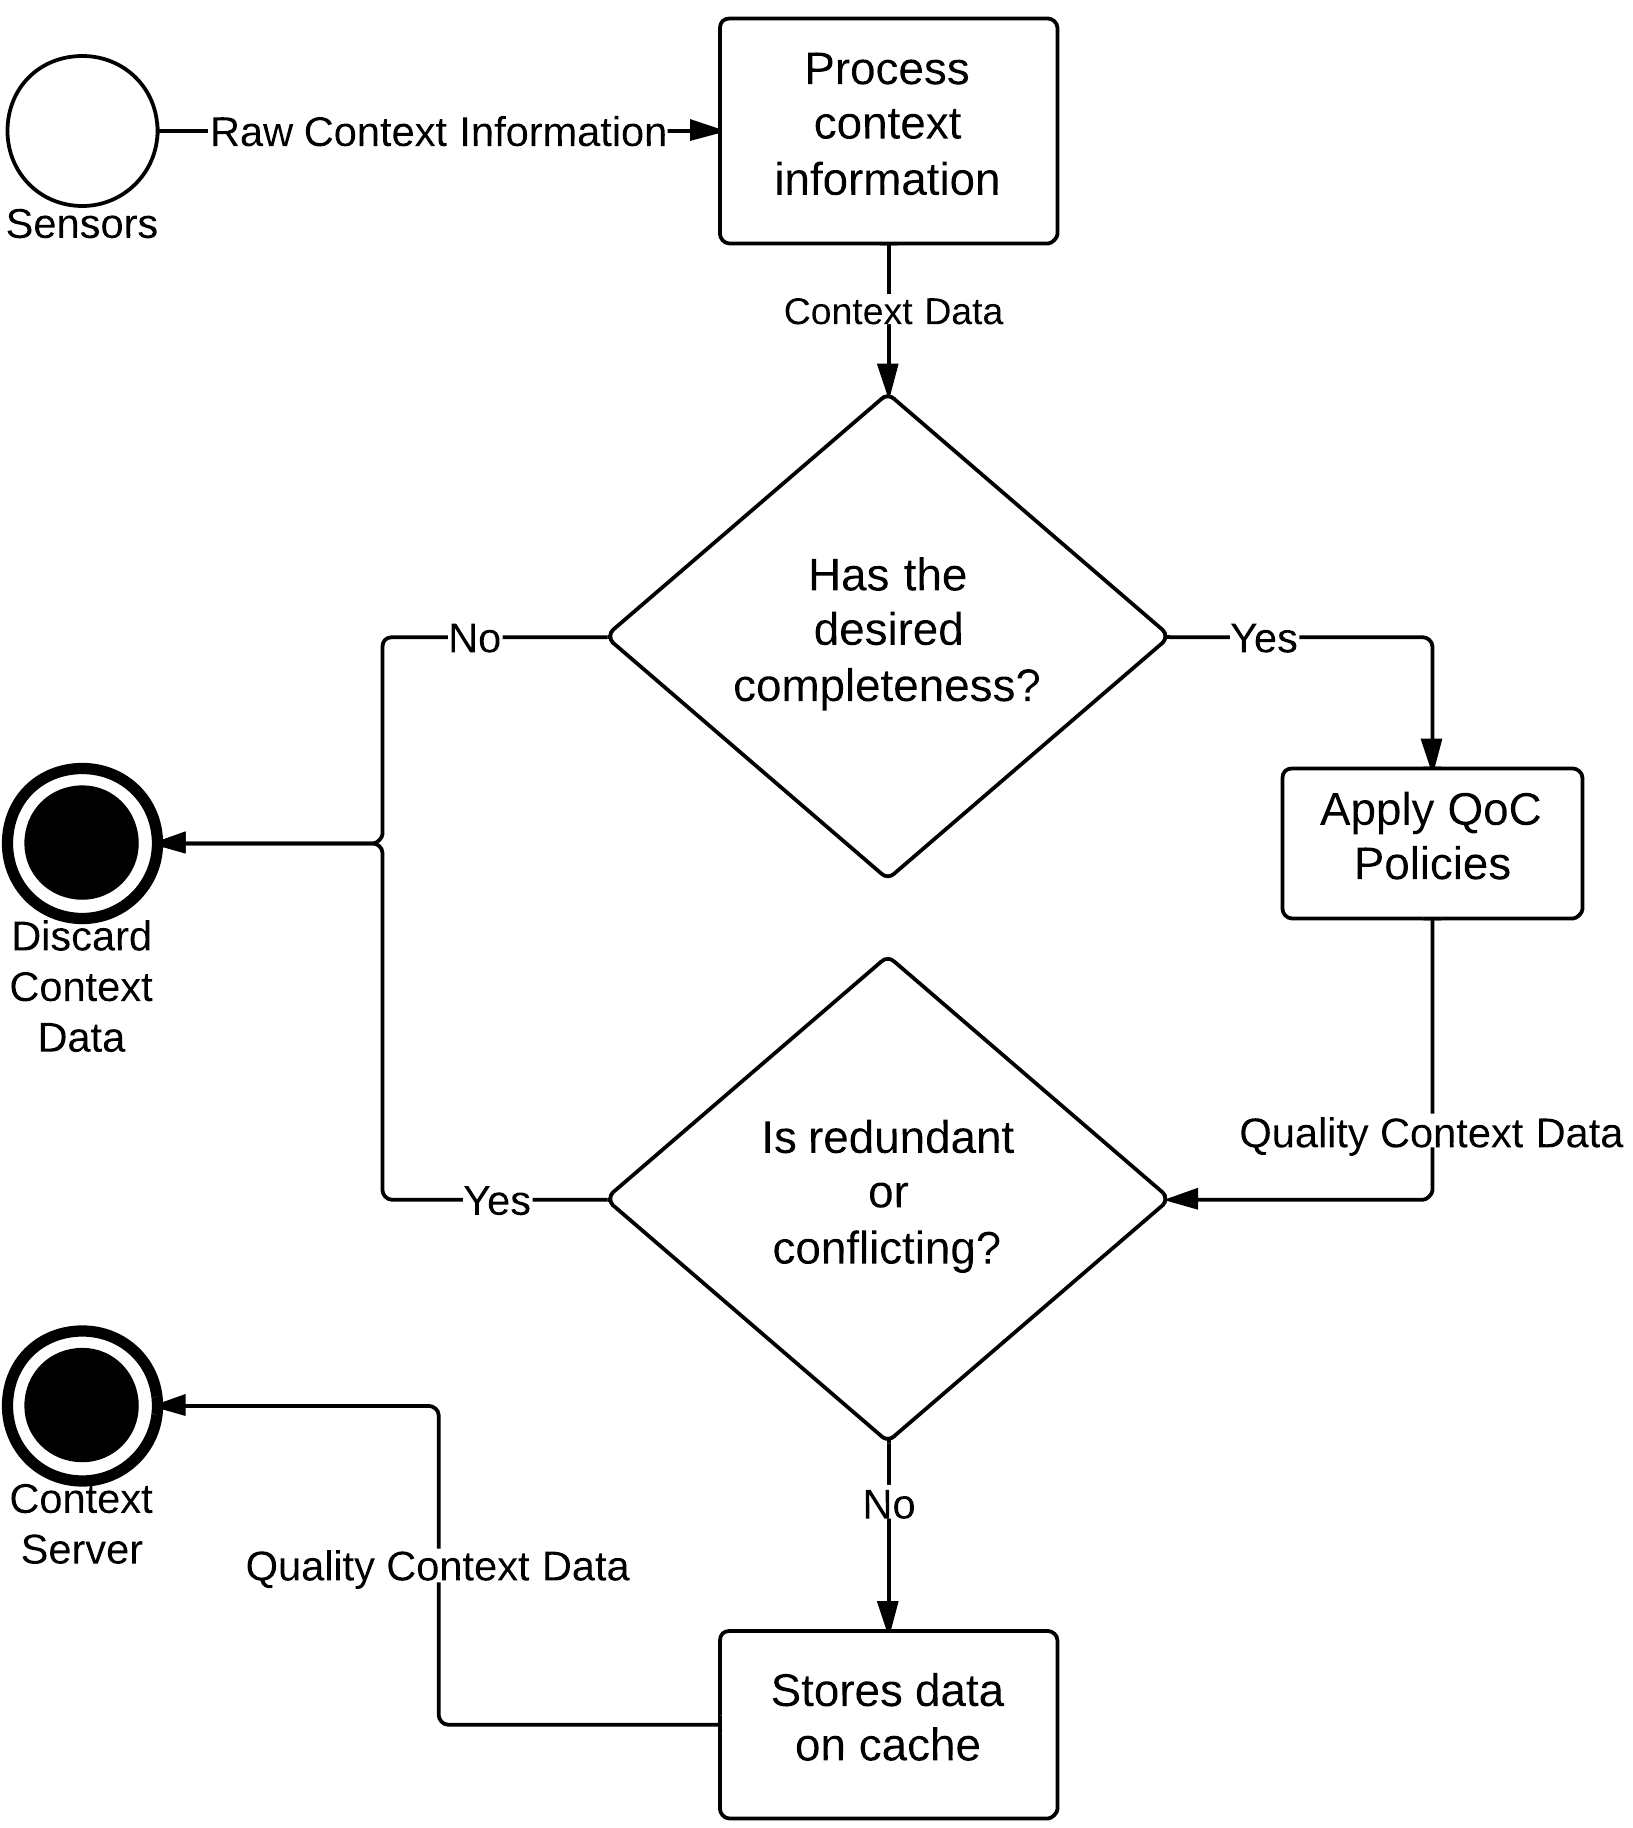 Process
context
information
Raw Context Information
Sensors
Context Data
Has the
desired
completeness?
No
Yes
Apply QoC
Policies
Discard
Context
Data
Quality Context Data
Is redundant
or
conflicting?
Yes
No
Context
Server
Quality Context Data
Stores data
on cache